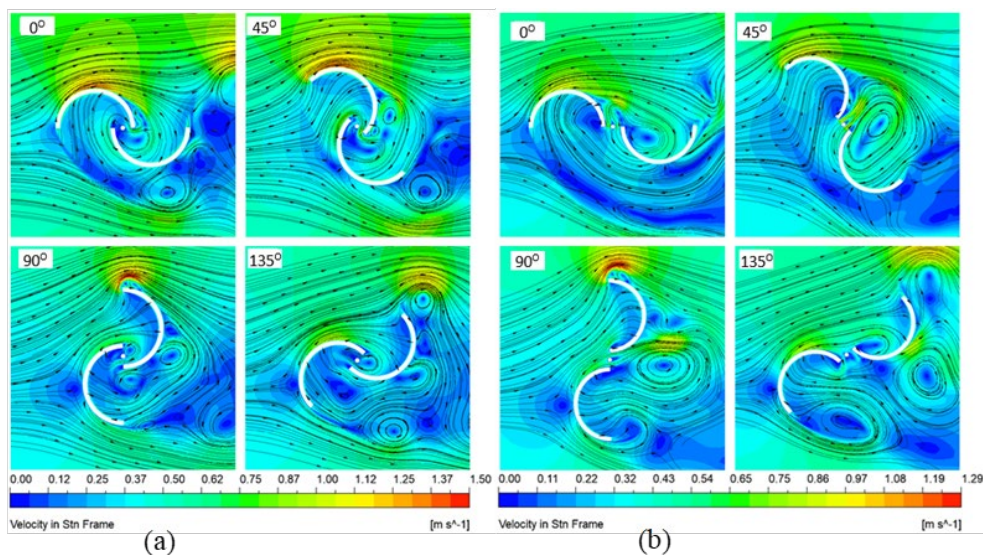 0° 45° 0° 45°
90° 135° 90° 135°
0.00 0.12 0.25 0.37 0.50 0.62 0.75 0.87 1.00 1.12 1.25 1.37 1.50
Velocity in Stn Frame [m s^-1]
(a)
0.00 0.11 0.22 0.32 0.43 0.54 0.65 0.75 0.86 0.97 1.08 1.18 1.29
Velocity in Stn Frame [m s^-1]
(b)